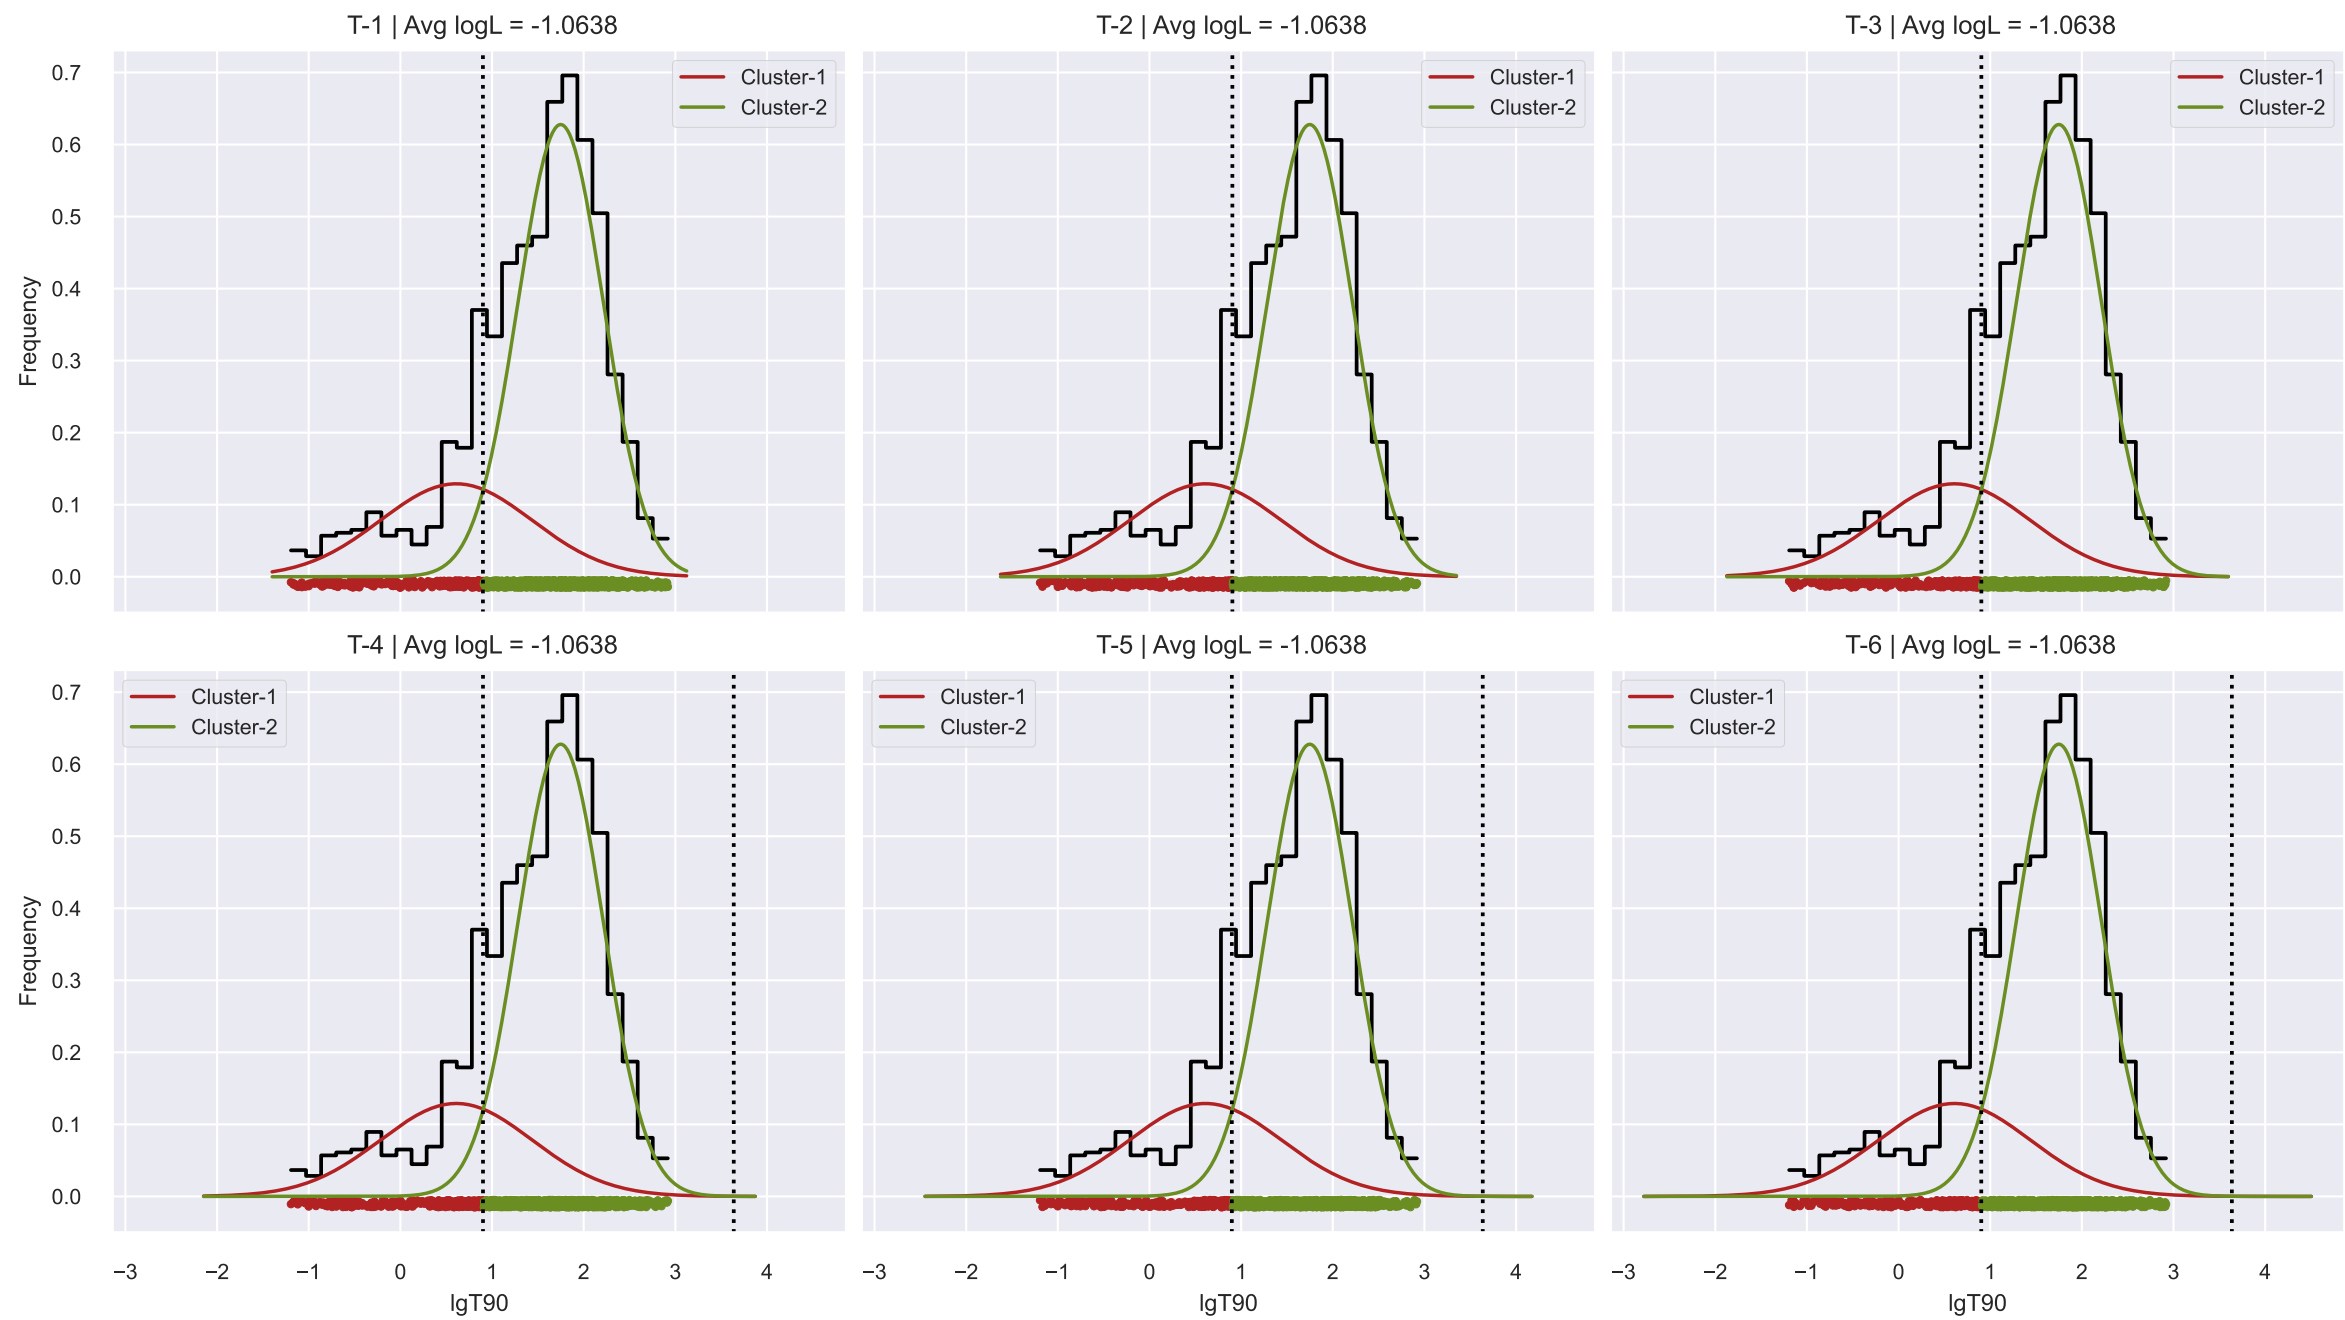 T-1 | Avg logL = -1.0638
T-2 | Avg logL = -1.0638
T-3 | Avg logL = -1.0638
Cluster-1
Cluster-2
Cluster-1
Cluster-2
Cluster-1
Cluster-2
0.7
0.6
0.5
0.4
0.3
0.2
0.1
0.0
Frequency
T-4 | Avg logL = -1.0638
T-5 | Avg logL = -1.0638
T-6 | Avg logL = -1.0638
Cluster-1
Cluster-2
Cluster-1
Cluster-2
Cluster-1
Cluster-2
0.7
0.6
0.5
0.4
0.3
0.2
0.1
0.0
Frequency
−3 −2 −1 0 1 2 3 4
−3 −2 −1 0 1 2 3 4
−3 −2 −1 0 1 2 3 4
lgT90
lgT90
lgT90